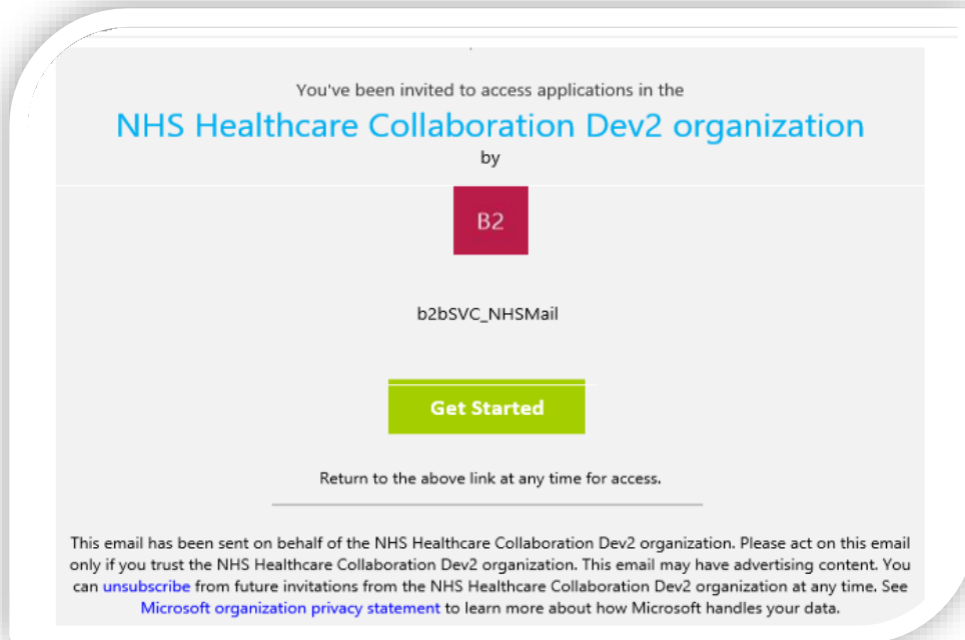 You've been invited to access applications in the
NHS Healthcare Collaboration Dev2 organization
by
B2
b2bSVC_NHSMail
Get Started
Return to the above link at any time for access.
This email has been sent on behalf of the NHS Healthcare Collaboration Dev2 organization. Please act on this email
only if you trust the NHS Healthcare Collaboration Dev2 organization. This email may have advertising content. You
can unsubscribe from future invitations from the NHS Healthcare Collaboration Dev2 organization at any time. See
Microsoft organization privacy statement to learn more about how Microsoft handles your data.